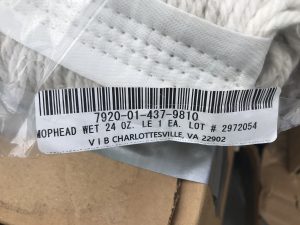 7920-01-437-9810
MOPHEAD WET 24 OZ. LE 1 EA. LOT # 2972054
V I B CHARLOTTESVILLE, VA 22902